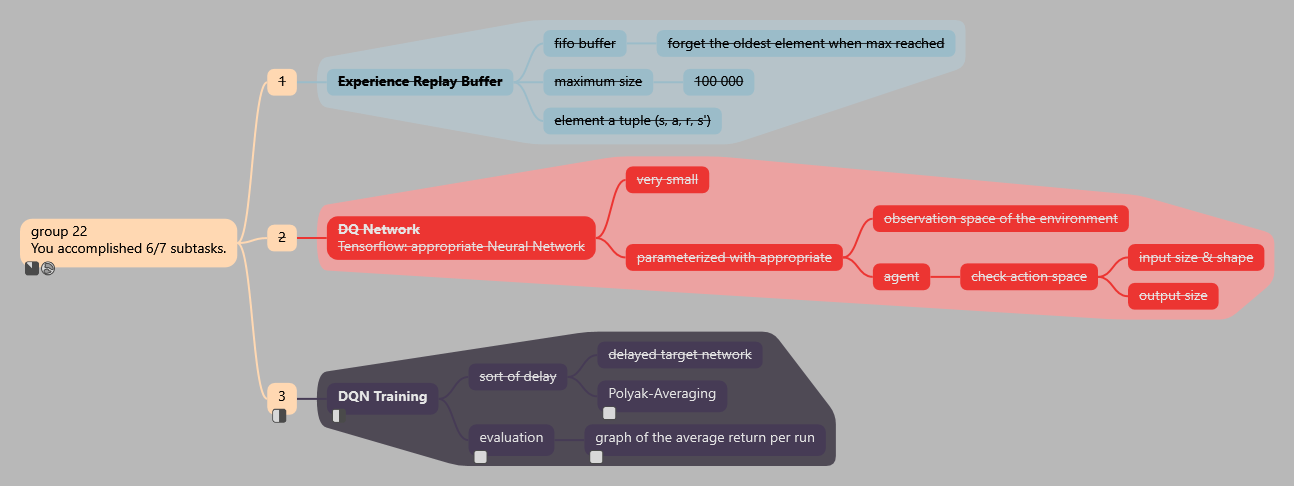 group 22
You accomplished 6/7 subtasks.
1
Experience Replay Buffer
fifo buffer
forget the oldest element when max reached
maximum size
100 000
element a tuple (s, a, r, s')
2
DQ Network
Tensorflow: appropriate Neural Network
very small
parameterized with appropriate
observation space of the environment
agent
check action space
input size & shape
output size
3
DQN Training
sort of delay
delayed target network
Polyak-Averaging
evaluation
graph of the average return per run